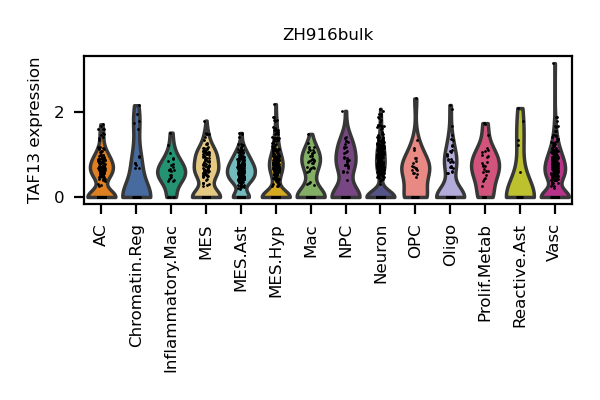 ZH916bulk
TAF13 expression
2
0
AC
Chromatin.Reg
Inflammatory.Mac
MES
MES.Ast
MES.Hyp
Mac
NPC
Neuron
OPC
Oligo
Prolif.Metab
Reactive.Ast
Vasc